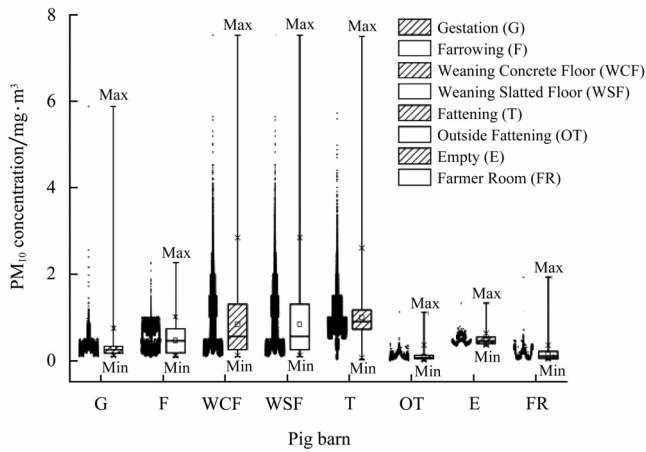 PM10 concentration/mg·m³
8
6
4
2
0
Gestation (G)
Farrowing (F)
Weaning Concrete Floor (WCF)
Weaning Slatted Floor (WSF)
Fattening (T)
Outside Fattening (OT)
Empty (E)
Farmer Room (FR)
Max
Max
Max
Max
Max
Max
Max
Max
Min
Min
Min
Min
Min
Min
Min
Min
G
F
WCF
WSF
T
OT
E
FR
Pig barn